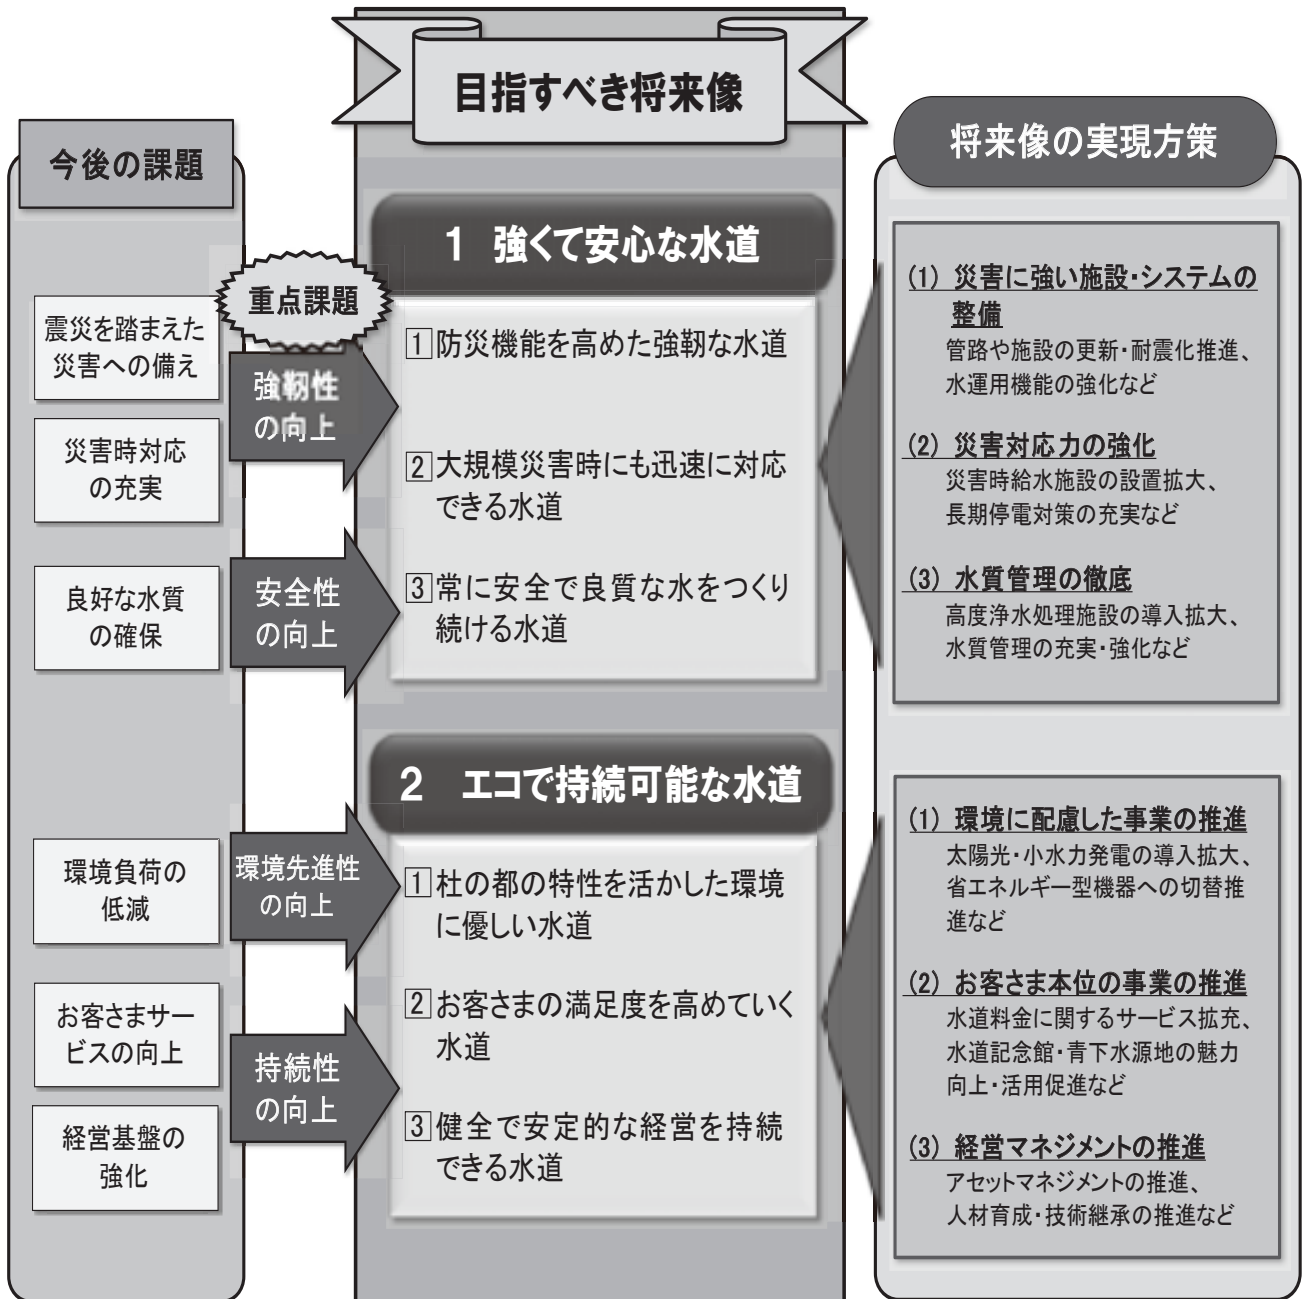 目指すべき将来像
今後の課題
震災を踏まえた
災害への備え
災害時対応
の充実
良好な水質
の確保
環境負荷の
低減
お客さまサー
ビスの向上
経営基盤の
強化
重点課題
強靭性
の向上
安全性
の向上
環境先進性
の向上
持続性
の向上
1 強くて安心な水道
1 防災機能を高めた強靭な水道
2 大規模災害時にも迅速に対応
できる水道
3 常に安全で良質な水をつくり
続ける水道
2 エコで持続可能な水道
1 杜の都の特性を活かした環境
に優しい水道
2 お客さまの満足度を高めていく
水道
3 健全で安定的な経営を持続
できる水道
将来像の実現方策
(1) 災害に強い施設・システムの
整備
管路や施設の更新・耐震化推進、
水運用機能の強化など
(2) 災害対応力の強化
災害時給水施設の設置拡大、
長期停電対策の充実など
(3) 水質管理の徹底
高度浄水処理施設の導入拡大、
水質管理の充実・強化など
(1) 環境に配慮した事業の推進
太陽光・小水力発電の導入拡大、
省エネルギー型機器への切替推
進など
(2) お客さま本位の事業の推進
水道料金に関するサービス拡充、
水道記念館・青下水源地の魅力
向上・活用促進など
(3) 経営マネジメントの推進
アセットマネジメントの推進、
人材育成・技術継承の推進など